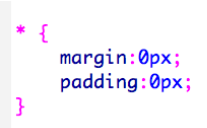 * {
    margin:0px;
    padding:0px;
}